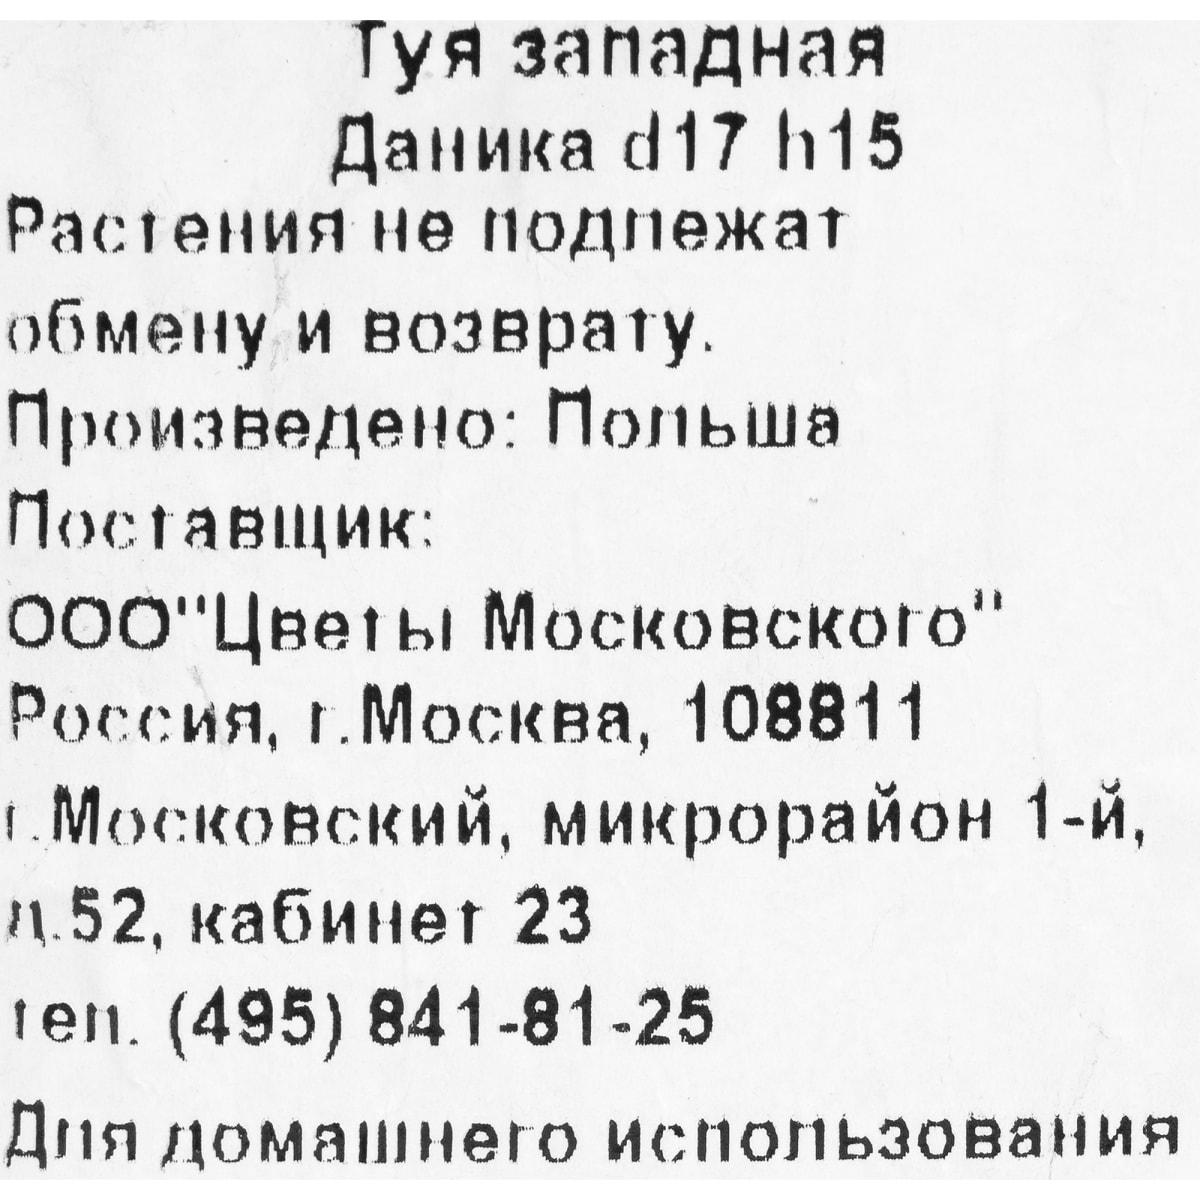 Туя западная
Даника d17 h15
Растения не подлежат
обмену и возврату.
Произведено: Польша
Поставщик:
ООО"Цветы Московского"
Россия, г.Москва, 108811
г.Московский, микрорайон 1-й,
д.52, кабинет 23
тел. (495) 841-81-25
Для домашнего использования